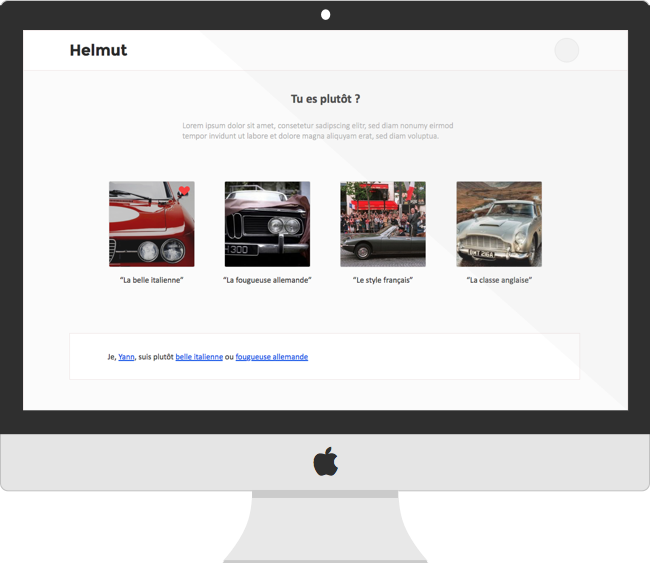 Helmut
Tu es plutôt ?
Lorem ipsum dolor sit amet, consetetur sadipscing elitr, sed diam nonumy eirmod
tempor invidunt ut labore et dolore magna aliquyam erat, sed diam voluptua.
300
“La belle italienne” “La fougueuse allemande” “Le style français” “La classe anglaise”
Je, Yann, suis plutôt belle italienne ou fougueuse allemande